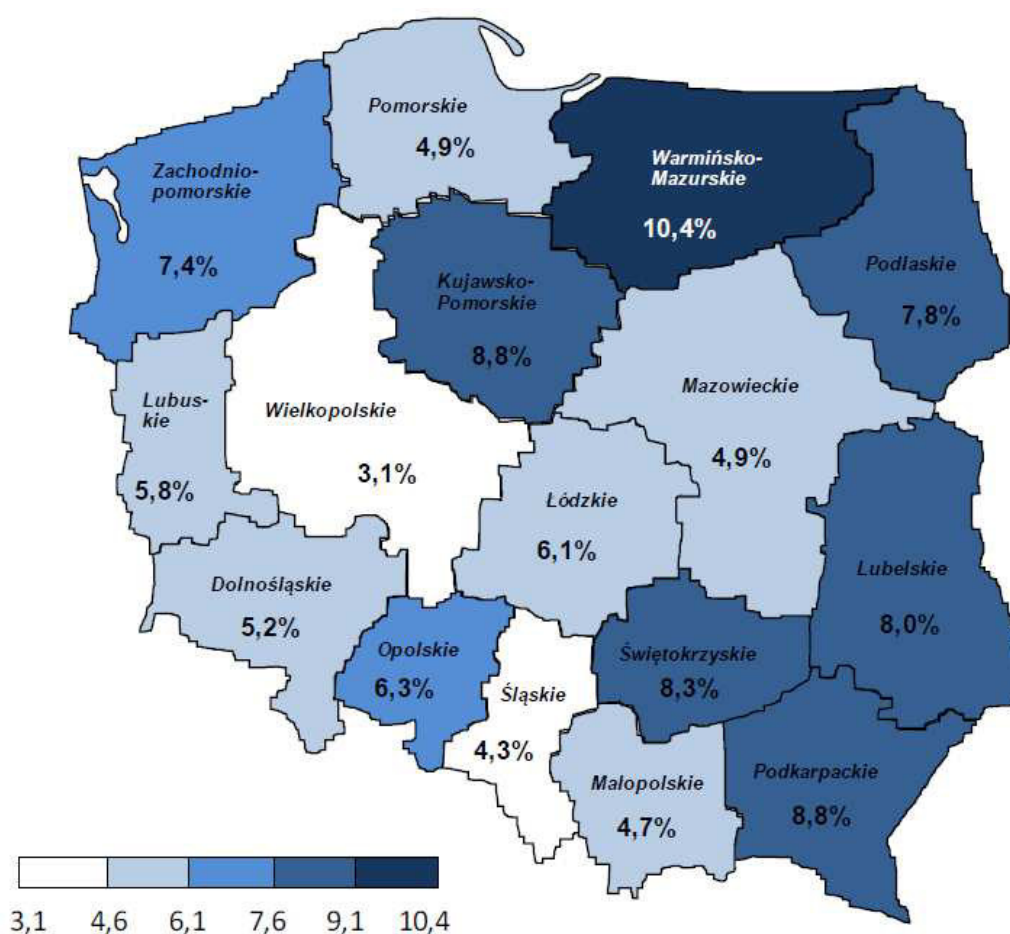 Pomorskie
4,9%
Zachodnio-
pomorskie
7,4%
Warmińsko-
Mazurskie
10,4%
Podlaskie
7,8%
Kujawsko-
Pomorskie
8,8%
Mazowieckie
4,9%
Lubus-
kie
5,8%
Wielkopolskie
3,1%
Łódzkie
6,1%
Lubelskie
8,0%
Dolnośląskie
5,2%
Opolskie
6,3%
Śląskie
4,3%
Świętokrzyskie
8,3%
Małopolskie
4,7%
Podkarpackie
8,8%
3,1 4,6 6,1 7,6 9,1 10,4